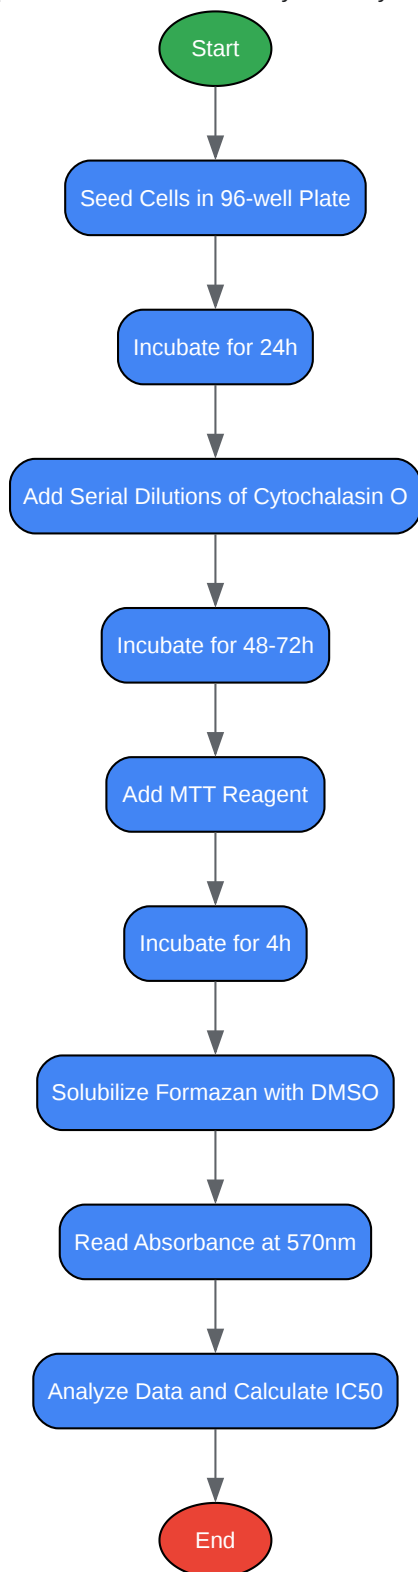 Start
Seed Cells in 96-well Plate
Incubate for 24h
Add Serial Dilutions of Cytochalasin O
Incubate for 48-72h
Add MTT Reagent
Incubate for 4h
Solubilize Formazan with DMSO
Read Absorbance at 570nm
Analyze Data and Calculate IC50
End